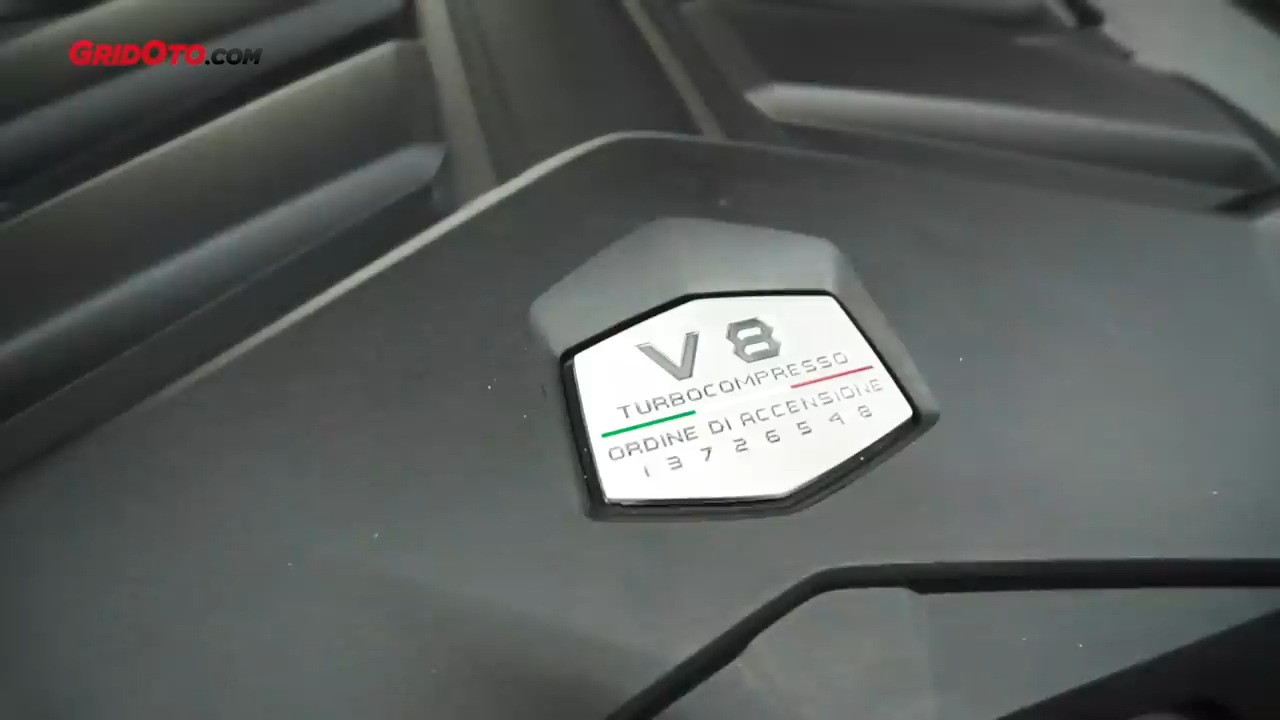 GRIDOTO.COM
V8
TURBOCOMPRESSO
ORDINE DI ACCENSIONE
1 3 7 2 6 5 4 8